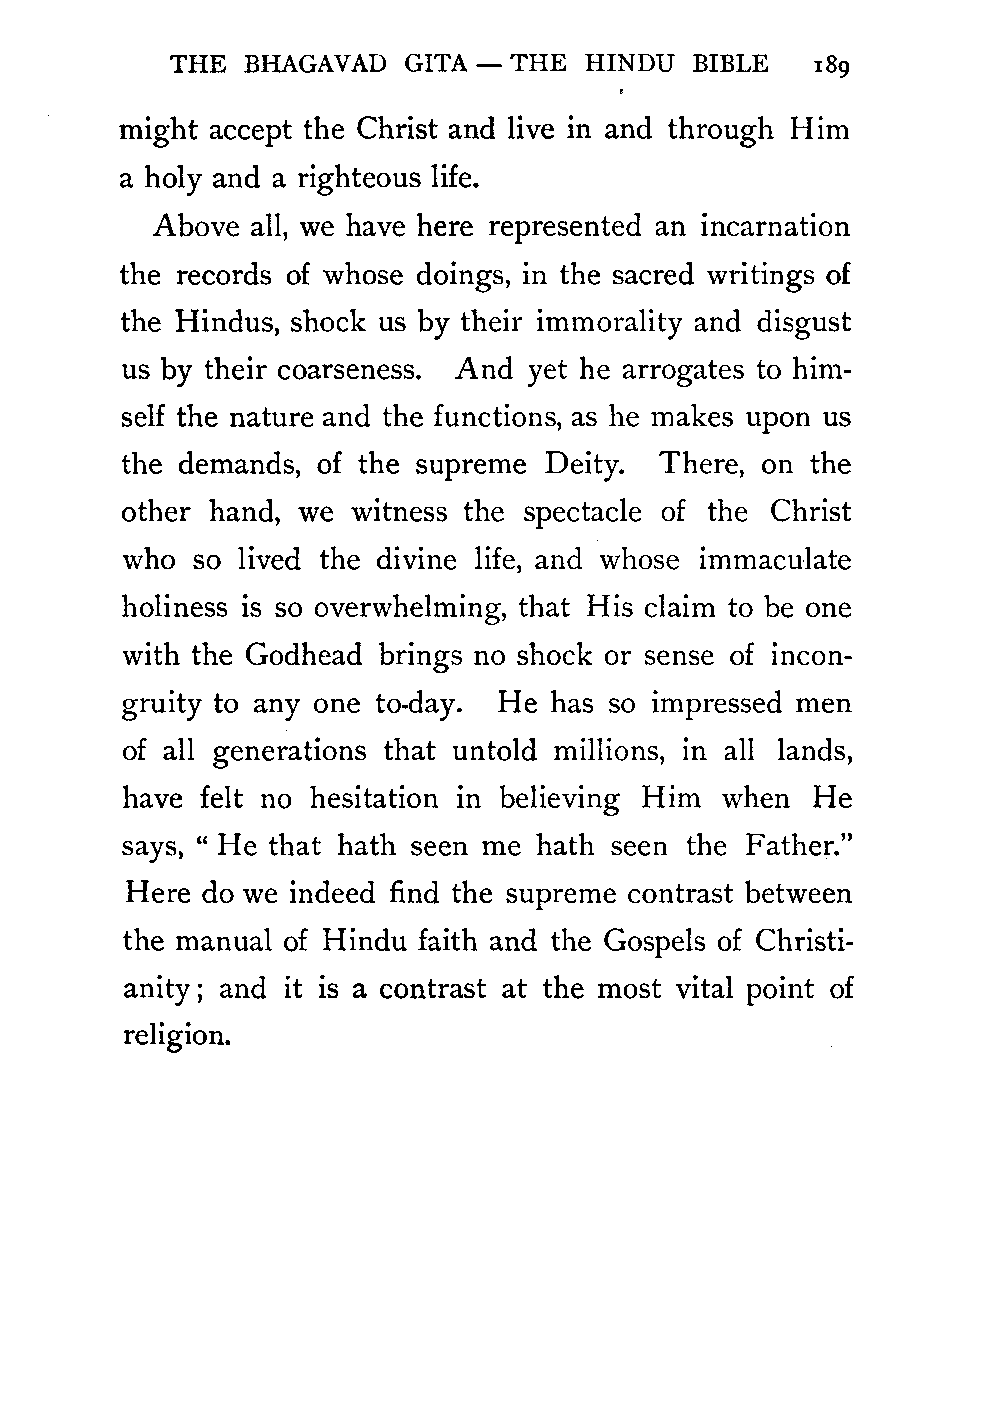 THE BHAGAVAD GITA — THE HINDU BIBLE 189
might accept the Christ and live in and through Him
a holy and a righteous life.
Above all, we have here represented an incarnation
the records of whose doings, in the sacred writings of
the Hindus, shock us by their immorality and disgust
us by their coarseness. And yet he arrogates to him-
self the nature and the functions, as he makes upon us
the demands, of the supreme Deity. There, on the
other hand, we witness the spectacle of the Christ
who so lived the divine life, and whose immaculate
holiness is so overwhelming, that His claim to be one
with the Godhead brings no shock or sense of incon-
gruity to any one to-day. He has so impressed men
of all generations that untold millions, in all lands,
have felt no hesitation in believing Him when He
says, “ He that hath seen me hath seen the Father.”
Here do we indeed find the supreme contrast between
the manual of Hindu faith and the Gospels of Christi-
anity; and it is a contrast at the most vital point of
religion.